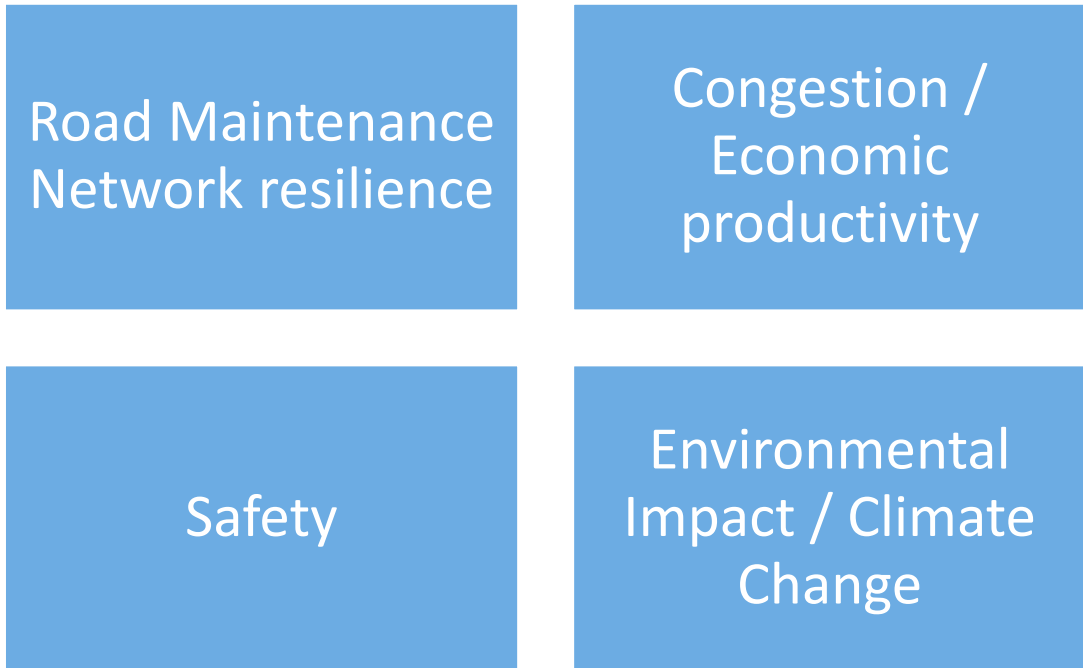 Road Maintenance
Network resilience
Congestion /
Economic
productivity
Safety
Environmental
Impact / Climate
Change